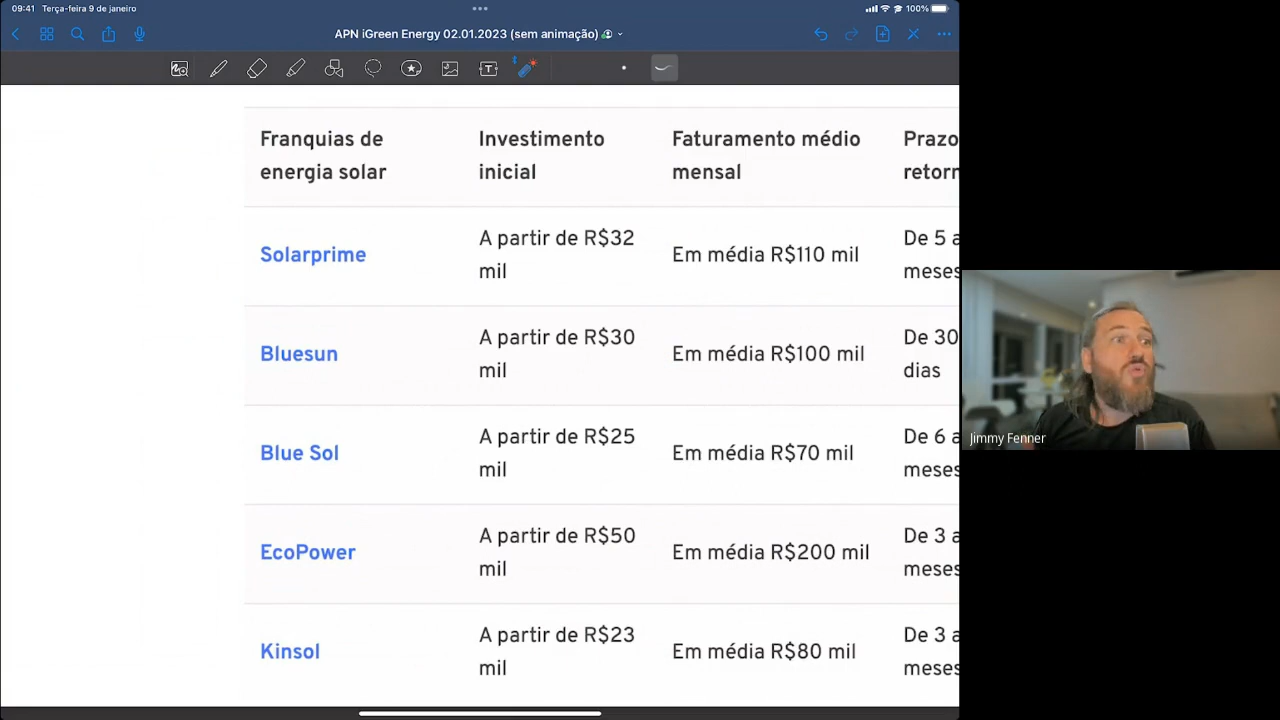 09:41 Terça-feira 9 de janeiro
100%
APN iGreen Energy 02.01.2023 (sem animação)
Franquias de
energia solar
Investimento
inicial
Faturamento médio
mensal
Prazo
retorn
Solarprime
A partir de R$32
mil
Em média R$110 mil
De 5 a
meses
Bluesun
A partir de R$30
mil
Em média R$100 mil
De 30
dias
Blue Sol
A partir de R$25
mil
Em média R$70 mil
De 6 a
meses
EcoPower
A partir de R$50
mil
Em média R$200 mil
De 3 a
meses
Kinsol
A partir de R$23
mil
Em média R$80 mil
De 3 a
meses
Jimmy Fenner